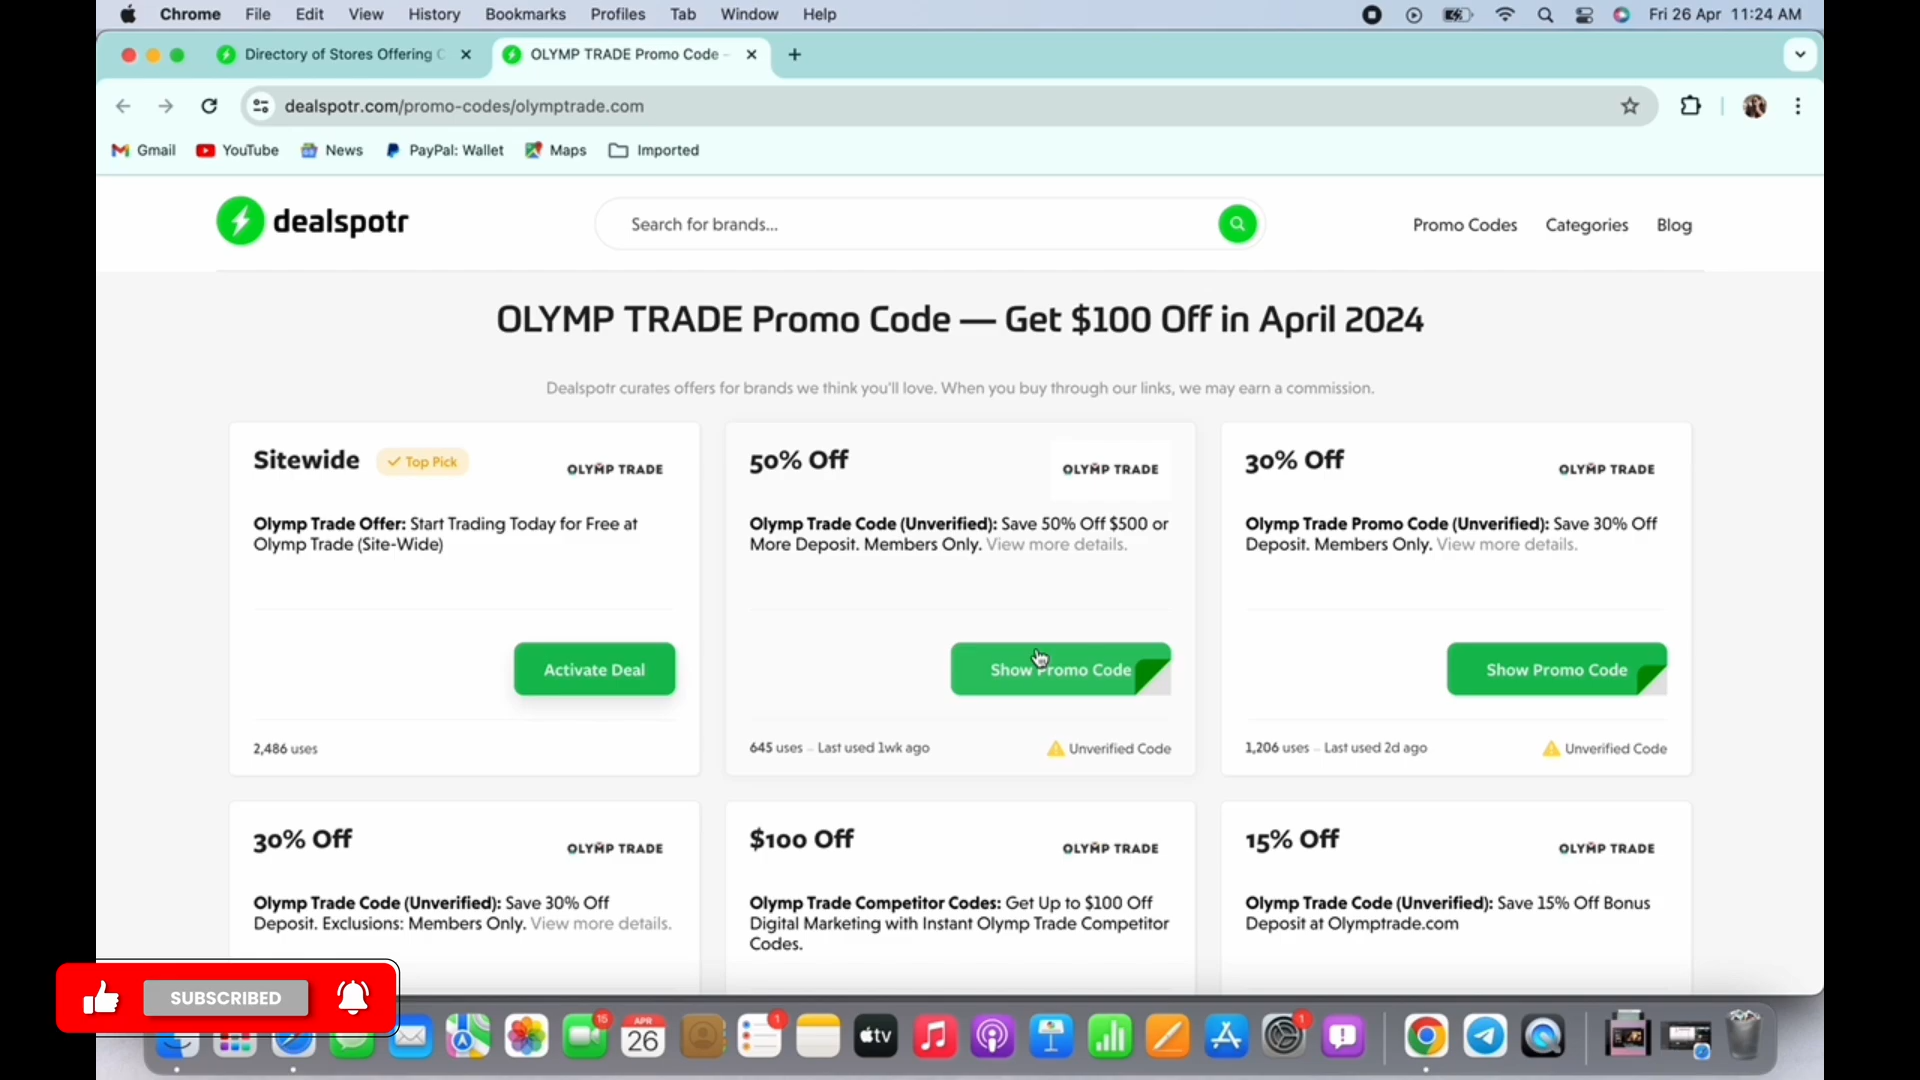 Chrome File Edit View History Bookmarks Profiles Tab Window Help Fri 26 Apr 11:24 AM
Directory of Stores Offering C OLYMP TRADE Promo Code -
dealspotr.com/promo-codes/olymptrade.com
Gmail YouTube News PayPal: Wallet Maps Imported
dealspotr Search for brands... Promo Codes Categories Blog
OLYMP TRADE Promo Code — Get $100 Off in April 2024
Dealspotr curates offers for brands we think you'll love. When you buy through our links, we may earn a commission.
Sitewide Top Pick OLYMP TRADE
Olymp Trade Offer: Start Trading Today for Free at
Olymp Trade (Site-Wide)
Activate Deal
2,486 uses
50% Off OLYMP TRADE
Olymp Trade Code (Unverified): Save 50% Off $500 or
More Deposit. Members Only. View more details.
Show Promo Code
645 uses – Last used 1wk ago Unverified Code
30% Off OLYMP TRADE
Olymp Trade Promo Code (Unverified): Save 30% Off
Deposit. Members Only. View more details.
Show Promo Code
1,206 uses – Last used 2d ago Unverified Code
30% Off OLYMP TRADE
Olymp Trade Code (Unverified): Save 30% Off
Deposit. Exclusions: Members Only. View more details.
$100 Off OLYMP TRADE
Olymp Trade Competitor Codes: Get Up to $100 Off
Digital Marketing with Instant Olymp Trade Competitor
Codes.
15% Off OLYMP TRADE
Olymp Trade Code (Unverified): Save 15% Off Bonus
Deposit at Olymptrade.com
SUBSCRIBED
15 APR 26 1 tv 1